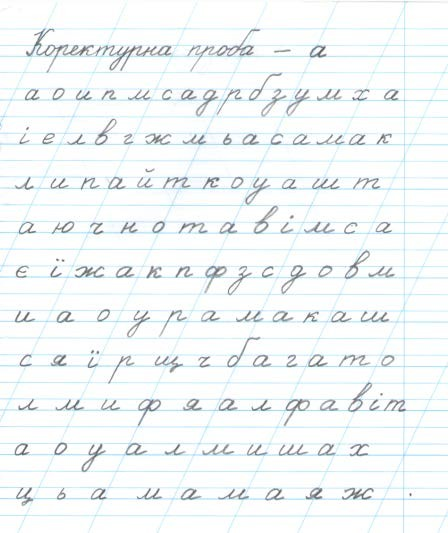 Коректурна проба – а
а о и п м с а д р б з у м х а
і е л в г ж м ь а с а м а к
л и п а й т к о у а ш т
а ю ч н о т а в і м с а
є ї ж а к п ф з с д о в м
и а о у р а м а к а ш
с я ї р щ ч б а г а т о
л м и ф я а л ф а в і т
а о у а л м и ш а х
ц ь а м а м а я ж .